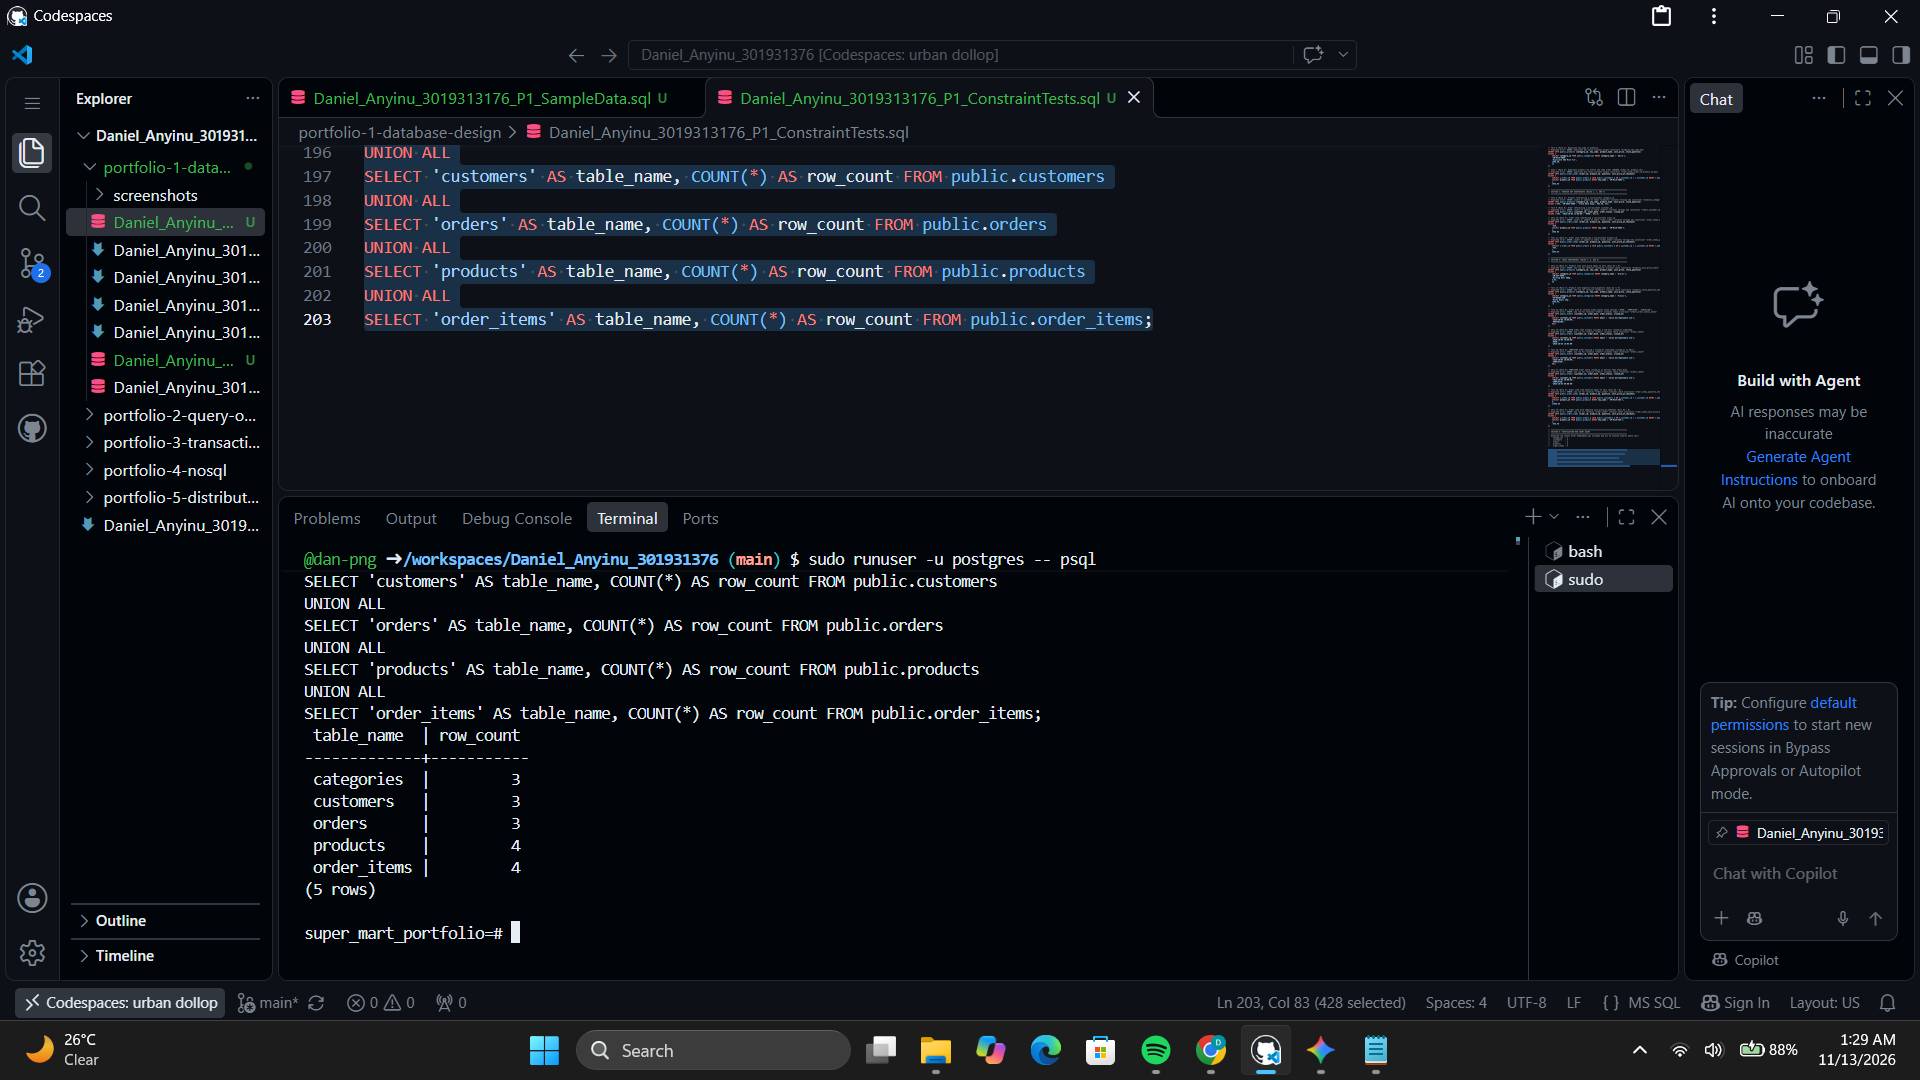 Codespaces
Daniel_Anyinu_301931376 [Codespaces: urban dollop]
Explorer
Daniel_Anyinu_301931...
portfolio-1-data...
screenshots
Daniel_Anyinu_... U
Daniel_Anyinu_301...
Daniel_Anyinu_301...
Daniel_Anyinu_301...
Daniel_Anyinu_301...
Daniel_Anyinu_... U
Daniel_Anyinu_301...
portfolio-2-query-o...
portfolio-3-transacti...
portfolio-4-nosql
portfolio-5-distribut...
Daniel_Anyinu_3019...
2
Outline
Timeline
Daniel_Anyinu_3019313176_P1_SampleData.sql U
Daniel_Anyinu_3019313176_P1_ConstraintTests.sql U
portfolio-1-database-design > Daniel_Anyinu_3019313176_P1_ConstraintTests.sql
196 UNION ALL
197 SELECT 'customers' AS table_name, COUNT(*) AS row_count FROM public.customers
198 UNION ALL
199 SELECT 'orders' AS table_name, COUNT(*) AS row_count FROM public.orders
200 UNION ALL
201 SELECT 'products' AS table_name, COUNT(*) AS row_count FROM public.products
202 UNION ALL
203 SELECT 'order_items' AS table_name, COUNT(*) AS row_count FROM public.order_items;
Problems Output Debug Console Terminal Ports
@dan-png ➜/workspaces/Daniel_Anyinu_301931376 (main) $ sudo runuser -u postgres -- psql
SELECT 'customers' AS table_name, COUNT(*) AS row_count FROM public.customers
UNION ALL
SELECT 'orders' AS table_name, COUNT(*) AS row_count FROM public.orders
UNION ALL
SELECT 'products' AS table_name, COUNT(*) AS row_count FROM public.products
UNION ALL
SELECT 'order_items' AS table_name, COUNT(*) AS row_count FROM public.order_items;
table_name | row_count
-------------+-----------
categories | 3
customers | 3
orders | 3
products | 4
order_items | 4
(5 rows)
super_mart_portfolio=#
bash
sudo
Chat
Build with Agent
AI responses may be
inaccurate
Generate Agent
Instructions to onboard
AI onto your codebase.
Tip: Configure default
permissions to start new
sessions in Bypass
Approvals or Autopilot
mode.
Daniel_Anyinu_30193
Chat with Copilot
Copilot
Codespaces: urban dollop main* 0 0 0
Ln 203, Col 83 (428 selected) Spaces: 4 UTF-8 LF { } MS SQL Sign In Layout: US
26°C
Clear
Search
88%
1:29 AM
11/13/2026